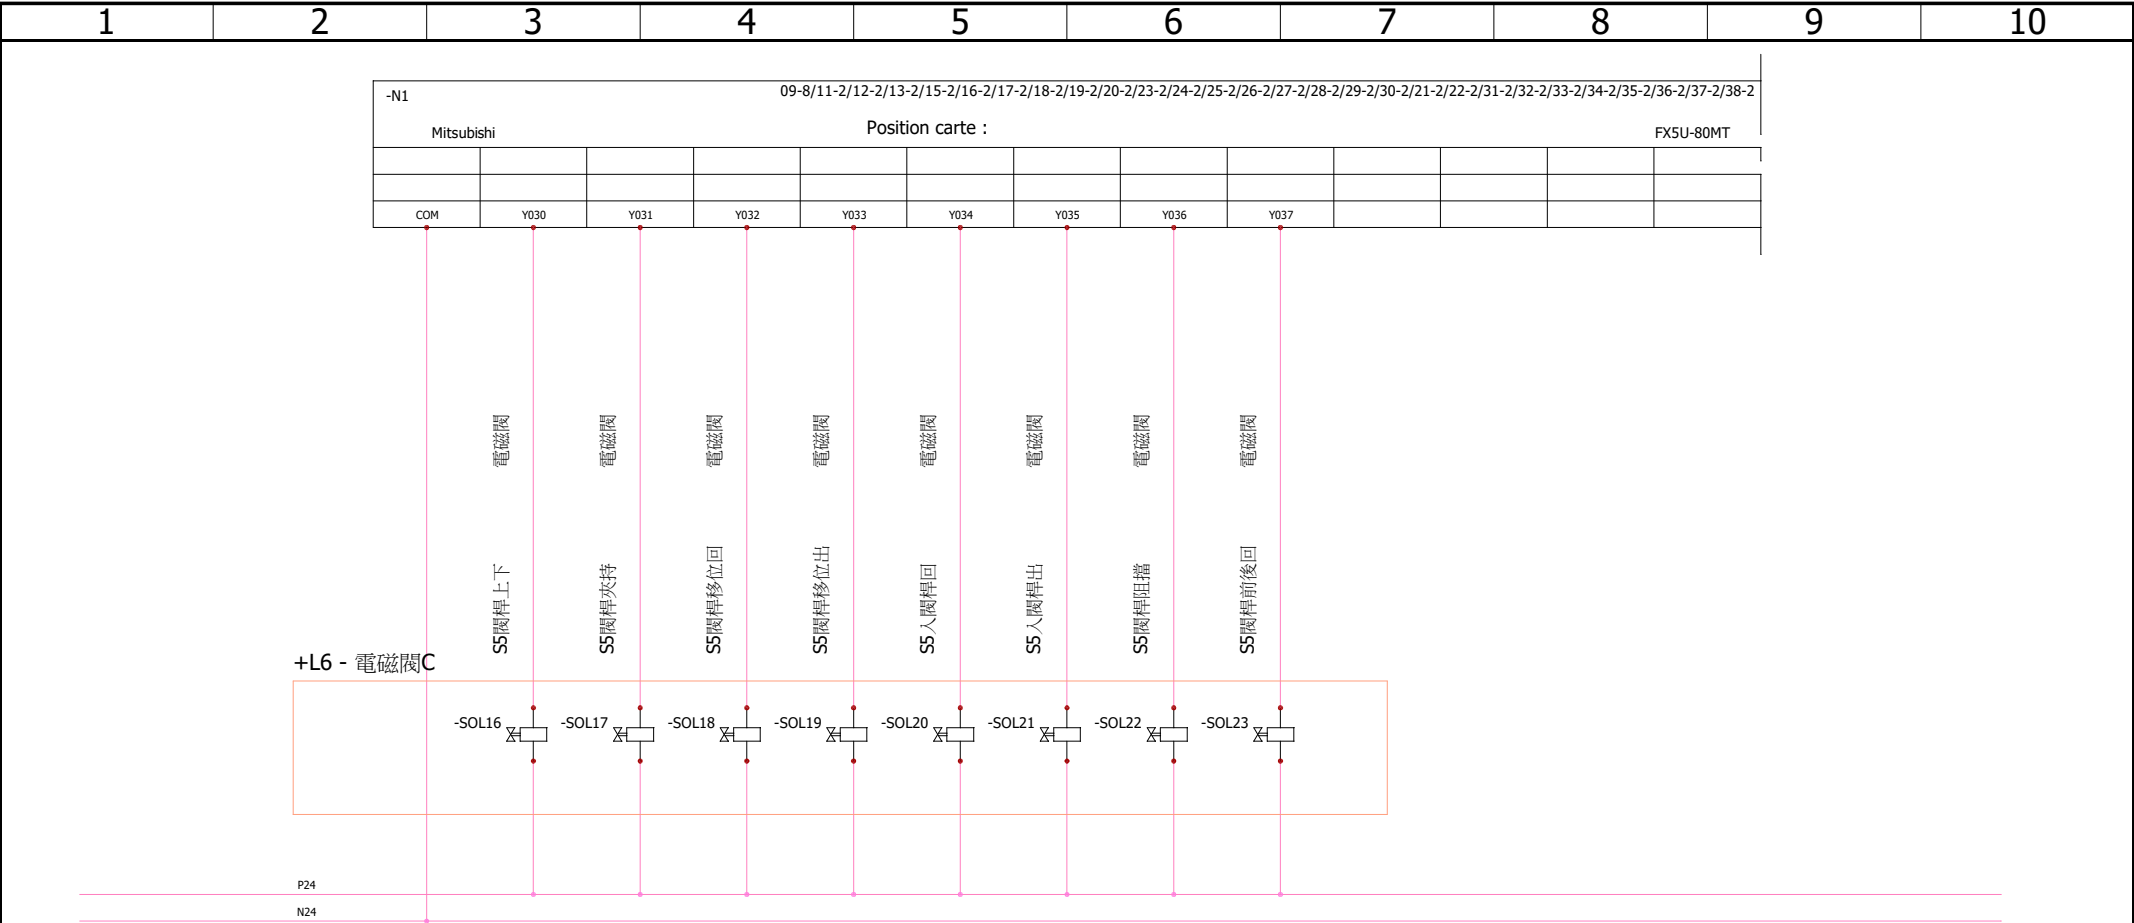 1 2 3 4 5 6 7 8 9 10
-N1 09-8/11-2/12-2/13-2/15-2/16-2/17-2/18-2/19-2/20-2/23-2/24-2/25-2/26-2/27-2/28-2/29-2/30-2/21-2/22-2/31-2/32-2/33-2/34-2/35-2/36-2/37-2/38-2
Mitsubishi Position carte : FX5U-80MT
COM Y030 Y031 Y032 Y033 Y034 Y035 Y036 Y037
S5閥桿上下 電磁閥
S5閥桿夾持 電磁閥
S5閥桿移位回 電磁閥
S5閥桿移位出 電磁閥
S5入閥桿回 電磁閥
S5入閥桿出 電磁閥
S5閥桿阻擋 電磁閥
S5閥桿前後回 電磁閥
+L6 - 電磁閥C
-SOL16 -SOL17 -SOL18 -SOL19 -SOL20 -SOL21 -SOL22 -SOL23
P24
N24